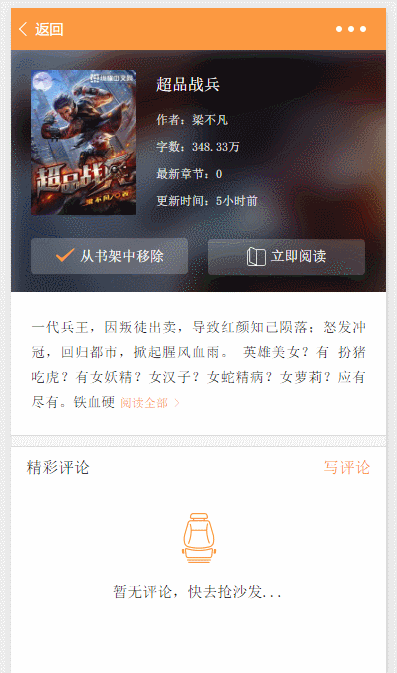 返回
超品战兵
纵横中文网
超品战兵
梁不凡 著
作者：梁不凡
字数：348.33万
最新章节：0
更新时间：5小时前
从书架中移除
立即阅读
一代兵王，因叛徒出卖，导致红颜知己陨落；怒发冲
冠，回归都市，掀起腥风血雨。 英雄美女？有 扮猪
吃虎？有女妖精？女汉子？女蛇精病？女萝莉？应有
尽有。铁血硬 阅读全部
精彩评论
写评论
暂无评论，快去抢沙发...